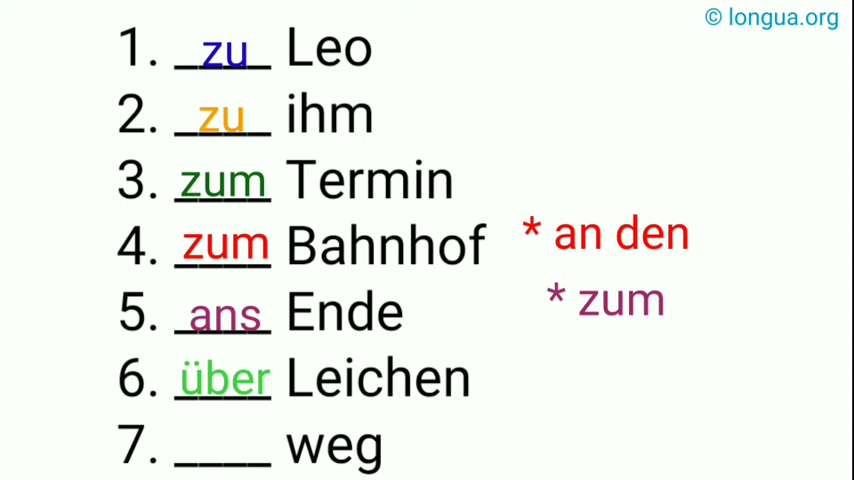 © longua.org
1. zu Leo
2. zu ihm
3. zum Termin
4. zum Bahnhof * an den
5. ans Ende * zum
6. über Leichen
7. ____ weg